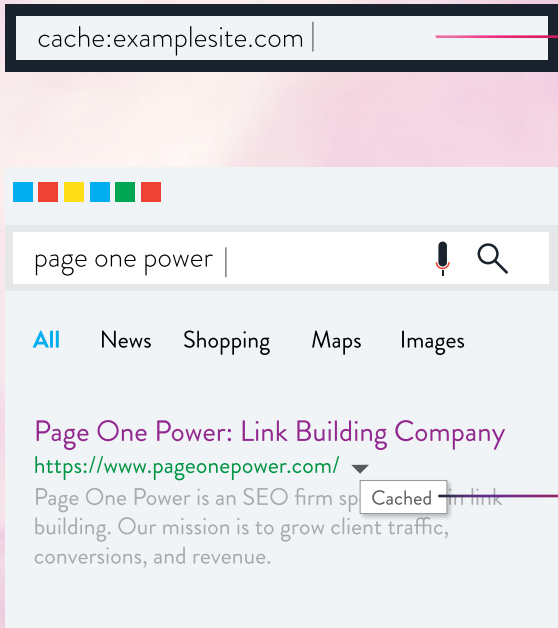 cache:examplesite.com
page one power
All News Shopping Maps Images
Page One Power: Link Building Company
https://www.pageonepower.com/
Cached
Page One Power is an SEO firm in link
building. Our mission is to grow client traffic,
conversions, and revenue.